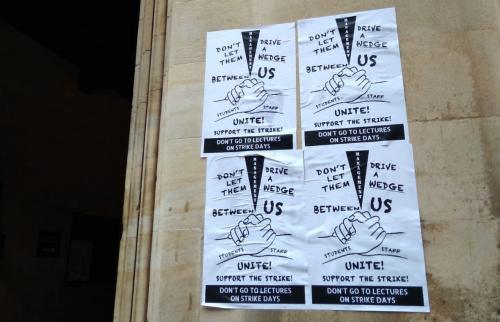 DON'T LET THEM
MANAGEMENT
DRIVE A WEDGE
BETWEEN US
STUDENTS STAFF
UNITE!
SUPPORT THE STRIKE!
DON'T GO TO LECTURES
ON STRIKE DAYS
DON'T LET THEM
MANAGEMENT
DRIVE A WEDGE
BETWEEN US
STUDENTS STAFF
UNITE!
SUPPORT THE STRIKE!
DON'T GO TO LECTURES
ON STRIKE DAYS
DON'T LET THEM
MANAGEMENT
DRIVE A WEDGE
BETWEEN US
STUDENTS STAFF
UNITE!
SUPPORT THE STRIKE!
DON'T GO TO LECTURES
ON STRIKE DAYS
DON'T LET THEM
MANAGEMENT
DRIVE A WEDGE
BETWEEN US
STUDENTS STAFF
UNITE!
SUPPORT THE STRIKE!
DON'T GO TO LECTURES
ON STRIKE DAYS